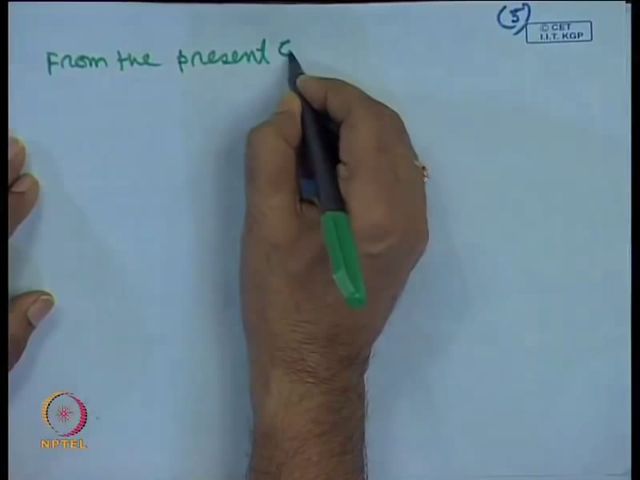 (5)
© CET
I.I.T. KGP
From the present
NPTEL